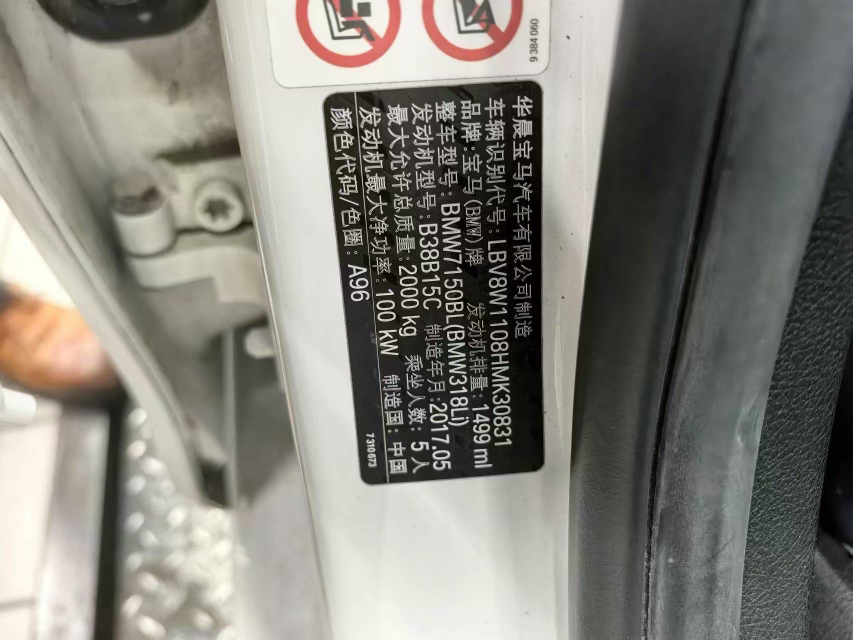 9 384 060
华晨宝马汽车有限公司制造
车辆识别代号: LBV8W1108HMK30831
品牌:宝马(BMW)牌 发动机排量: 1499 ml
整车型号: BMW7150BL(BMW318Li)
发动机型号: B38B15C 制造年月:2017.05
最大允许总质量:2000 kg 乘坐人数: 5人
发动机最大净功率: 100 kW 制造国: 中国
颜色代码/色圈: A96
7 310 673